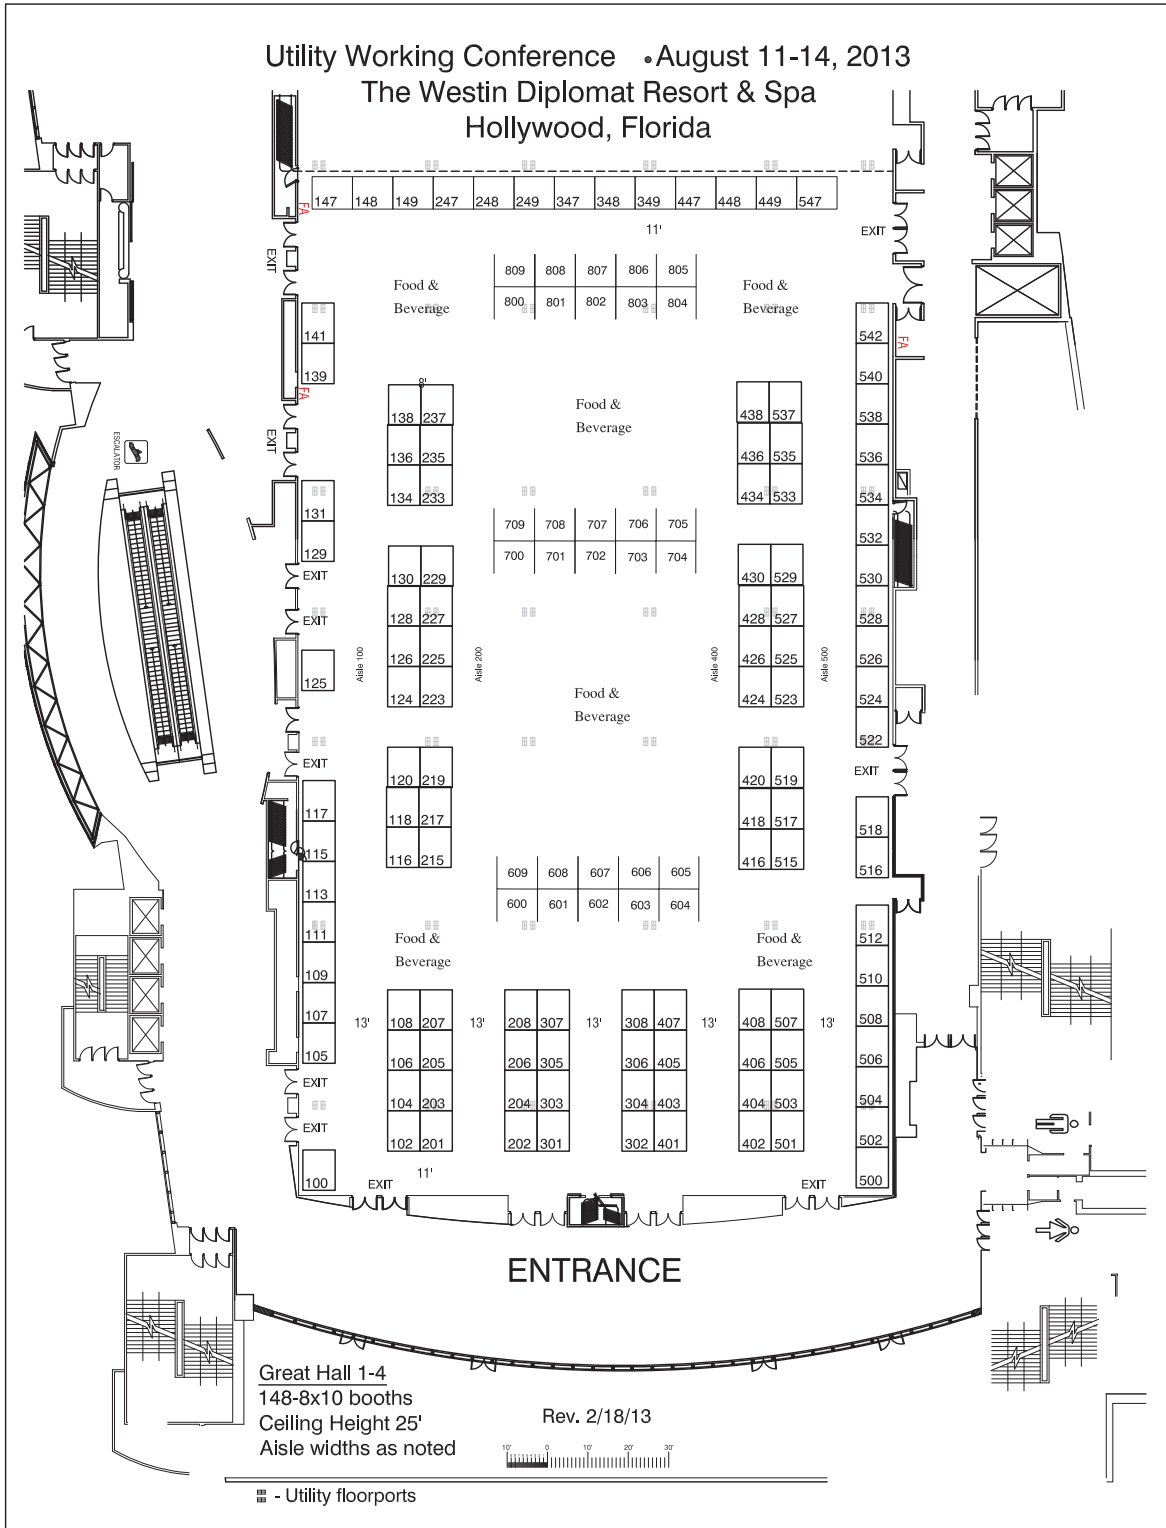 Utility Working Conference • August 11-14, 2013
The Westin Diplomat Resort & Spa
Hollywood, Florida
147 148 149 247 248 249 347 348 349 447 448 449 547
FA
11'
EXIT
EXIT
809 808 807 806 805
800 801 802 803 804
Food &
Beverage
Food &
Beverage
141
139
FA
542
540
538
536
534
532
530
528
526
524
522
FA
8'
138 237
136 235
134 233
Food &
Beverage
438 537
436 535
434 533
EXIT
ESCALATOR
131
129
EXIT
EXIT
709 708 707 706 705
700 701 702 703 704
130 229
128 227
126 225
124 223
430 529
428 527
426 525
424 523
125
Aisle 100
Aisle 200
Aisle 400
Aisle 500
Food &
Beverage
EXIT
EXIT
120 219
118 217
116 215
420 519
418 517
416 515
117
115
113
111
109
107
105
518
516
609 608 607 606 605
600 601 602 603 604
Food &
Beverage
Food &
Beverage
512
510
508
506
504
502
500
13' 13' 13' 13' 13'
108 207 208 307 308 407 408 507
106 205 206 305 306 405 406 505
104 203 204 303 304 403 404 503
102 201 202 301 302 401 402 501
EXIT
EXIT
100
11'
EXIT
EXIT
ENTRANCE
Great Hall 1-4
148-8x10 booths
Ceiling Height 25'
Aisle widths as noted
Rev. 2/18/13
10' 0 10' 20' 30'
- Utility floorports